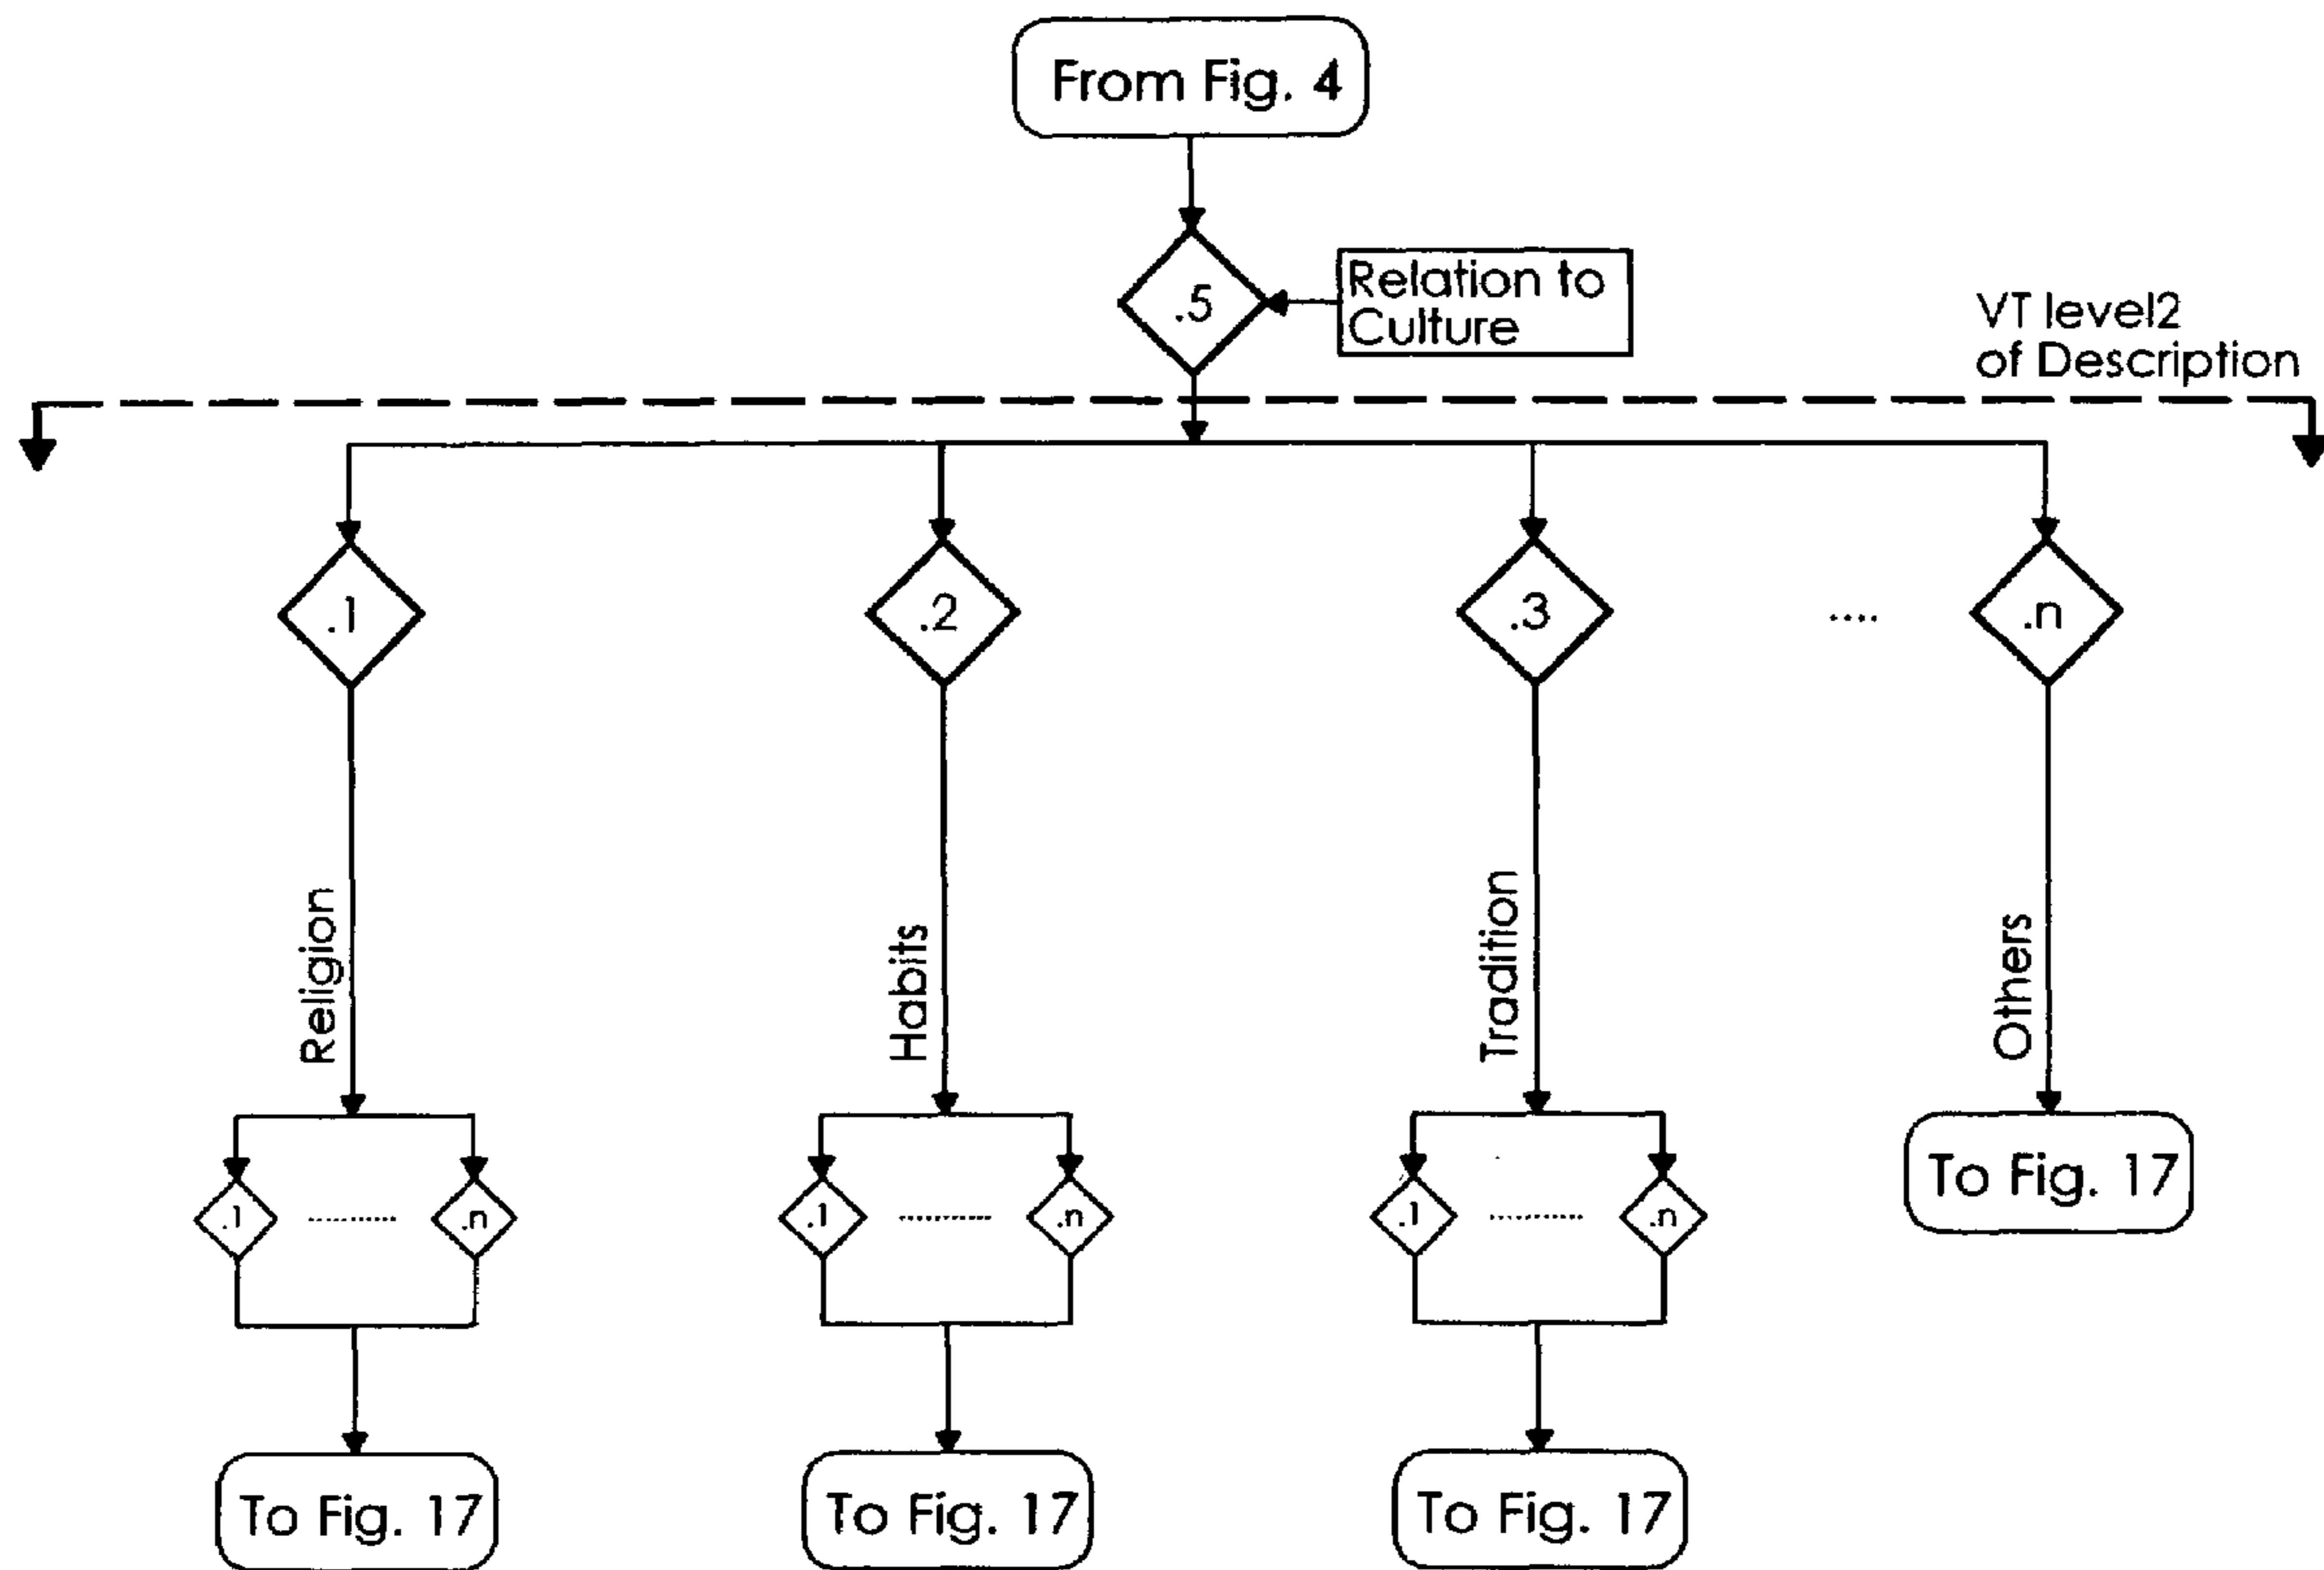 From Fig. 4
.5
Relation to
Culture
VT level2
of Description
.1
.2
.3
....
.n
Religion
Habits
Tradition
Others
.1
.n
.1
.n
.1
.n
To Fig. 17
To Fig. 17
To Fig. 17
To Fig. 17